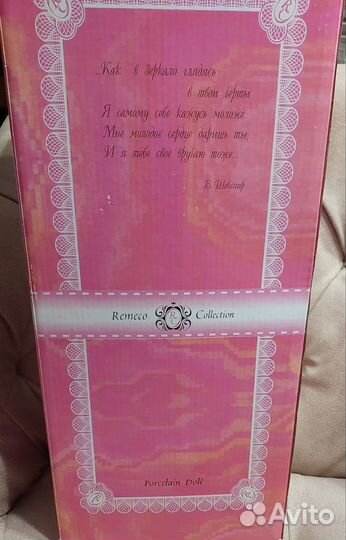 ...Как в зеркало глядясь
в твои черты
Я самому себе кажусь моложе.
Мне молодое сердце даришь ты,
И я тебе свое вручаю тоже...
В. Шекспир
Remeco RC Collection
Porcelain Doll
Avito